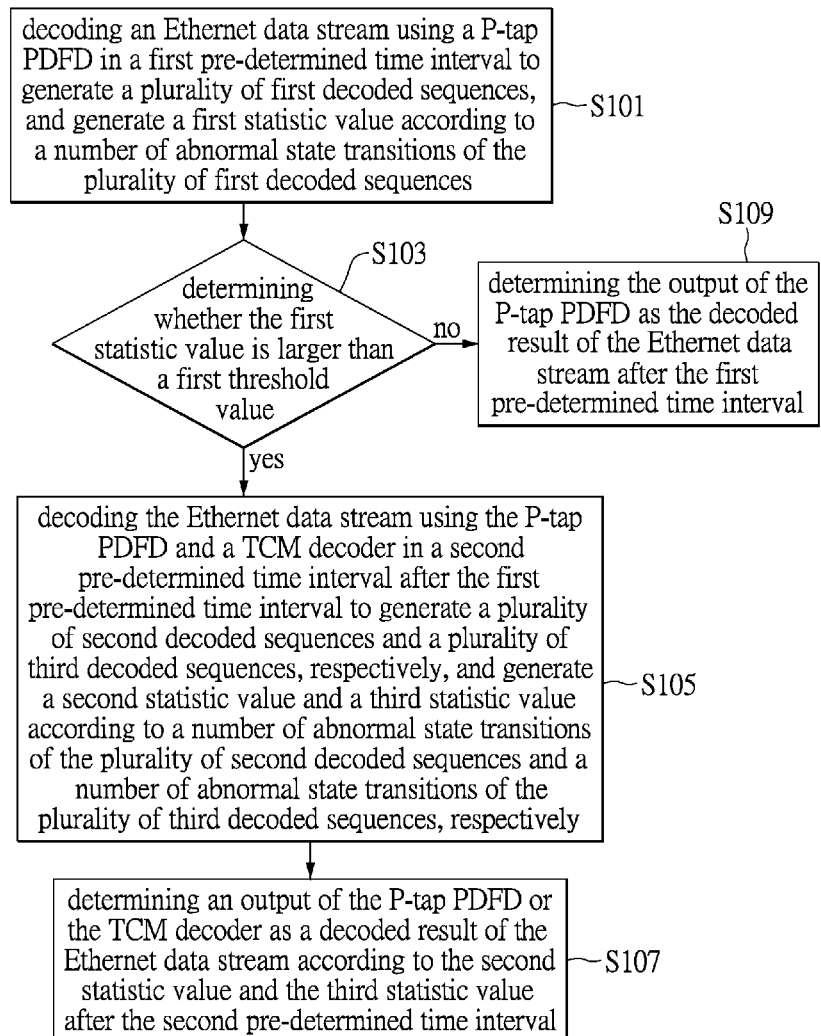 decoding an Ethernet data stream using a P-tap
PDFD in a first pre-determined time interval to
generate a plurality of first decoded sequences,
and generate a first statistic value according to
a number of abnormal state transitions of the
plurality of first decoded sequences
S101
S109
S103
determining
whether the first
statistic value is larger than
a first threshold
value
no
determining the output of the
P-tap PDFD as the decoded
result of the Ethernet data
stream after the first
pre-determined time interval
yes
decoding the Ethernet data stream using the P-tap
PDFD and a TCM decoder in a second
pre-determined time interval after the first
pre-determined time interval to generate a plurality
of second decoded sequences and a plurality of
third decoded sequences, respectively, and generate
a second statistic value and a third statistic value
according to a number of abnormal state transitions
of the plurality of second decoded sequences and a
number of abnormal state transitions of the
plurality of third decoded sequences, respectively
S105
determining an output of the P-tap PDFD or
the TCM decoder as a decoded result of the
Ethernet data stream according to the second
statistic value and the third statistic value
after the second pre-determined time interval
S107